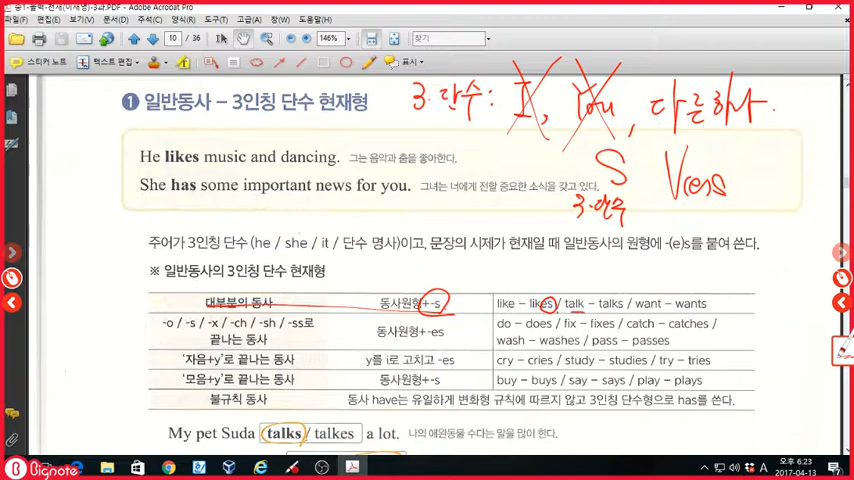 중1-블랙-천재(이재영)-3과.PDF - Adobe Acrobat Pro
파일(F) 편집(E) 보기(V) 문서(D) 주석(C) 양식(R) 도구(T) 고급(A) 창(W) 도움말(H)
10 / 36 146% 찾기
스티커 노트 텍스트 편집 표시
3·단수: I, You, 다른 하나
❶ 일반동사 – 3인칭 단수 현재형
He likes music and dancing. 그는 음악과 춤을 좋아한다.
S V(e)s
She has some important news for you. 그녀는 너에게 전할 중요한 소식을 갖고 있다.
3·단수
주어가 3인칭 단수 (he / she / it / 단수 명사)이고, 문장의 시제가 현재일 때 일반동사의 원형에 -(e)s를 붙여 쓴다.
※ 일반동사의 3인칭 단수 현재형
대부분의 동사 동사원형+-s like – likes / talk – talks / want – wants
-o / -s / -x / -ch / -sh / -ss로 끝나는 동사 동사원형+-es do – does / fix – fixes / catch – catches /
wash – washes / pass – passes
‘자음+y’로 끝나는 동사 y를 i로 고치고 -es cry – cries / study – studies / try – tries
‘모음+y’로 끝나는 동사 동사원형+-s buy – buys / say – says / play – plays
불규칙 동사 동사 have는 유일하게 변화형 규칙에 따르지 않고 3인칭 단수형으로 has를 쓴다.
My pet Suda talks / talkes a lot. 나의 애완동물 수다는 말을 많이 한다.
Bignote
A 오후 6:23
2017-04-13
7